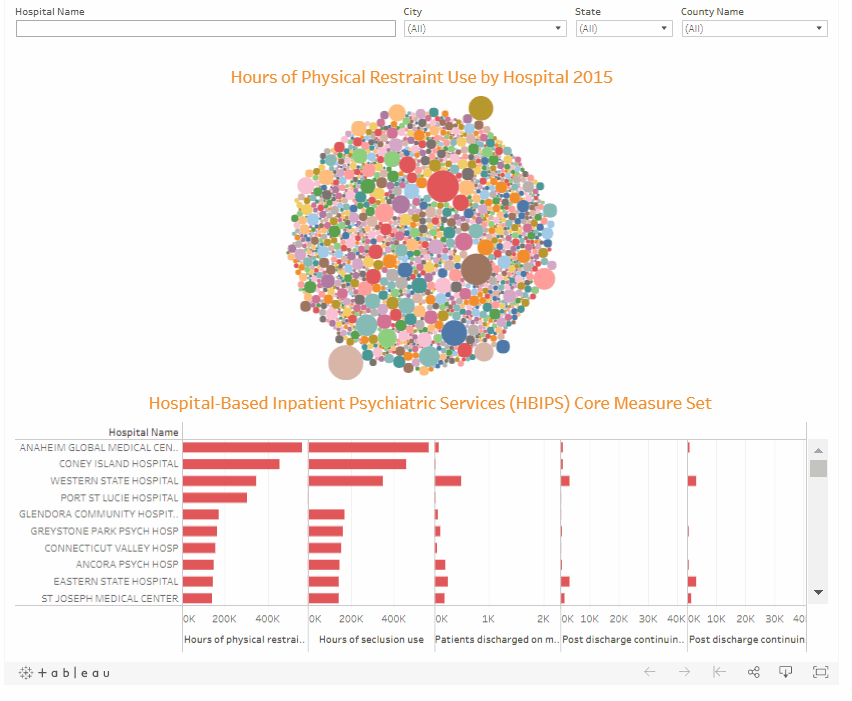 Hospital Name City State County Name
(All) (All) (All)
Hours of Physical Restraint Use by Hospital 2015
Hospital-Based Inpatient Psychiatric Services (HBIPS) Core Measure Set
Hospital Name
ANAHEIM GLOBAL MEDICAL CEN..
CONEY ISLAND HOSPITAL
WESTERN STATE HOSPITAL
PORT ST LUCIE HOSPITAL
GLENDORA COMMUNITY HOSPIT..
GREYSTONE PARK PSYCH HOSP
CONNECTICUT VALLEY HOSP
ANCORA PSYCH HOSP
EASTERN STATE HOSPITAL
ST JOSEPH MEDICAL CENTER
0K 200K 400K 0K 200K 400K 0K 1K 2K 0K 10K 20K 30K 40K 0K 10K 20K 30K 40
Hours of physical restrai.. Hours of seclusion use Patients discharged on m.. Post discharge continuin.. Post discharge continuin
+ a b | e a u